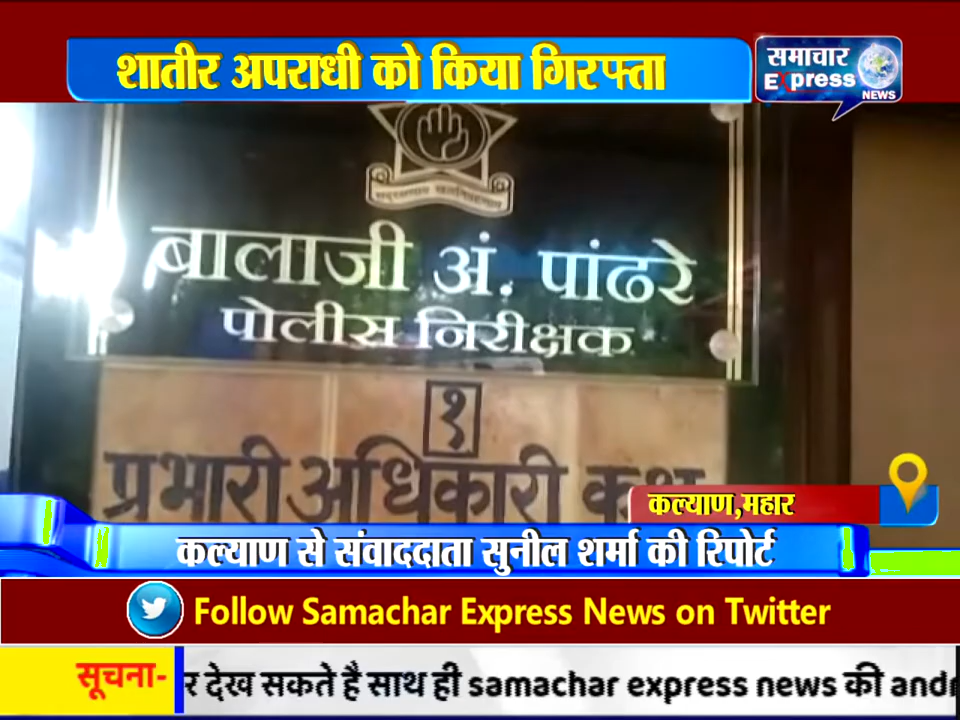 शातीर अपराधी को किया गिरफ्ता
समाचार
Express
NEWS
बालाजी अं. पांढरे
पोलीस निरीक्षक
१
प्रभारी अधिकारी
कल्याण,महार
कल्याण से संवाददाता सुनील शर्मा की रिपोर्ट
Follow Samachar Express News on Twitter
सूचना- र देख सकते है साथ ही samachar express news की andr